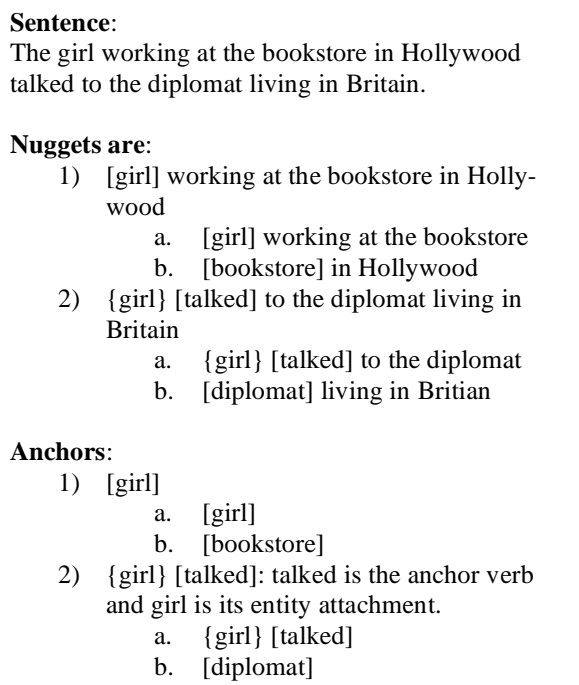 Sentence:
The girl working at the bookstore in Hollywood
talked to the diplomat living in Britain.
Nuggets are:
1) [girl] working at the bookstore in Holly-
wood
a. [girl] working at the bookstore
b. [bookstore] in Hollywood
2) {girl} [talked] to the diplomat living in
Britain
a. {girl} [talked] to the diplomat
b. [diplomat] living in Britian
Anchors:
1) [girl]
a. [girl]
b. [bookstore]
2) {girl} [talked]: talked is the anchor verb
and girl is its entity attachment.
a. {girl} [talked]
b. [diplomat]